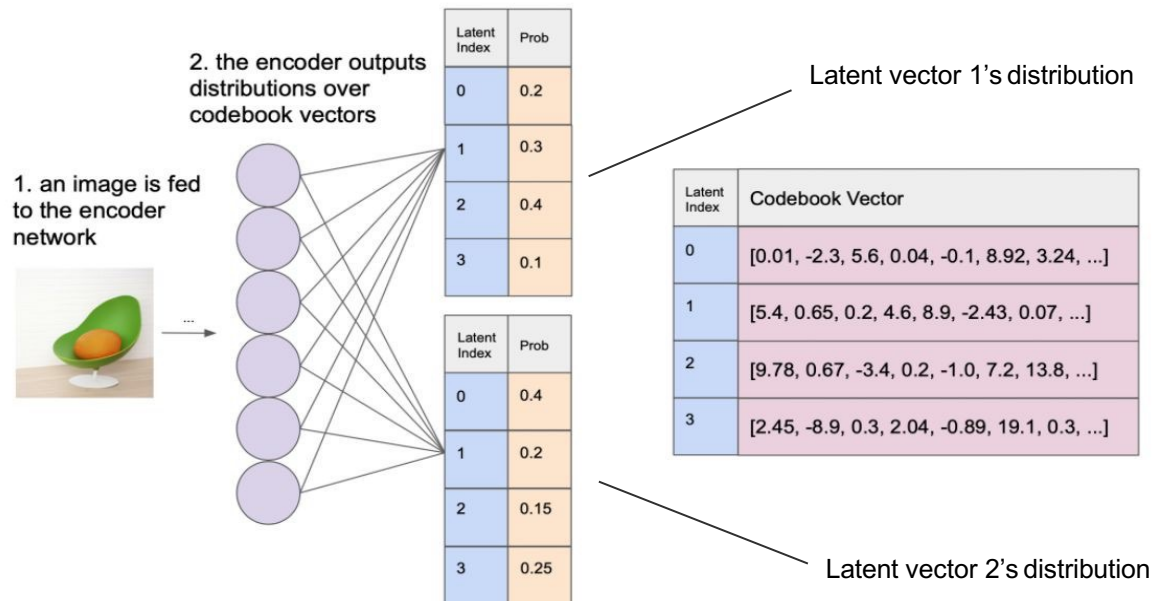 1. an image is fed
to the encoder
network
...
2. the encoder outputs
distributions over
codebook vectors
Latent
Index
Prob
0 0.2
1 0.3
2 0.4
3 0.1
Latent
Index
Prob
0 0.4
1 0.2
2 0.15
3 0.25
Latent vector 1's distribution
Latent
Index
Codebook Vector
0 [0.01, -2.3, 5.6, 0.04, -0.1, 8.92, 3.24, ...]
1 [5.4, 0.65, 0.2, 4.6, 8.9, -2.43, 0.07, ...]
2 [9.78, 0.67, -3.4, 0.2, -1.0, 7.2, 13.8, ...]
3 [2.45, -8.9, 0.3, 2.04, -0.89, 19.1, 0.3, ...]
Latent vector 2's distribution